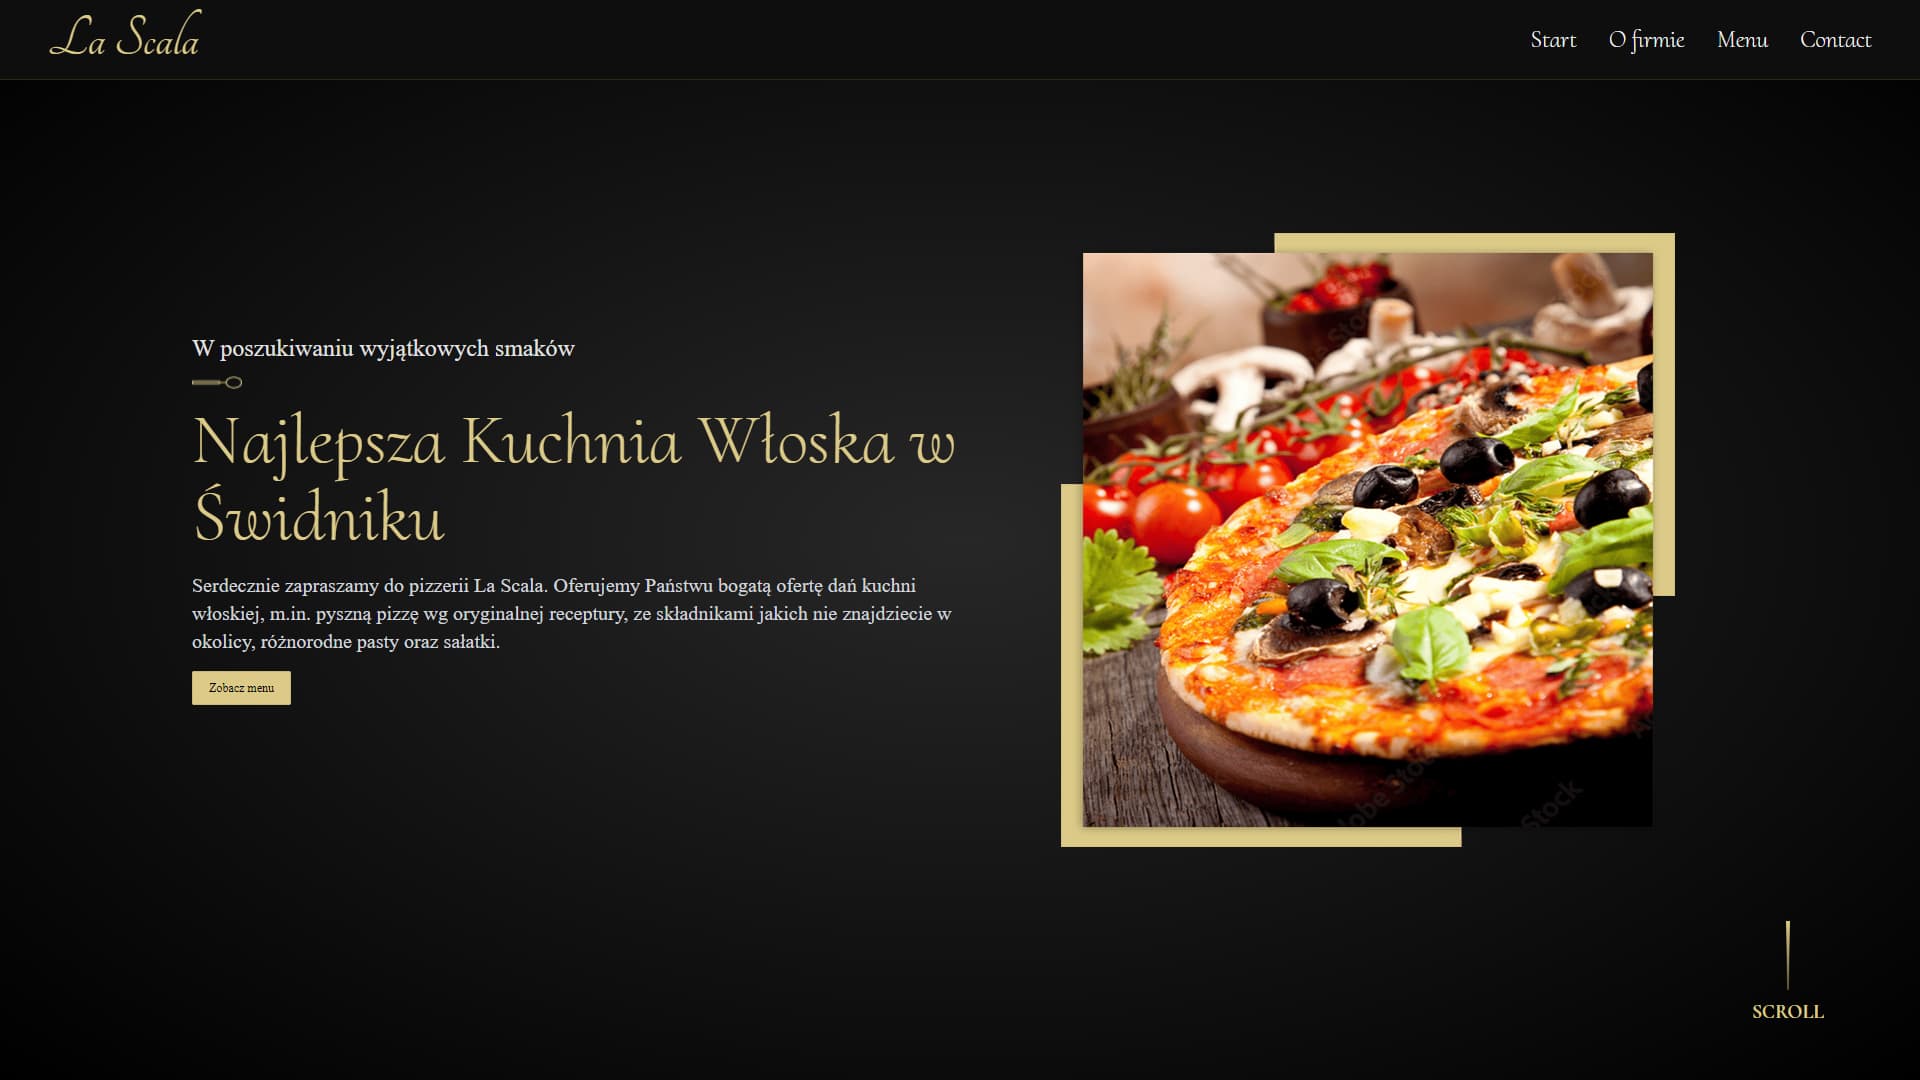 La Scala
Start O firmie Menu Contact
W poszukiwaniu wyjątkowych smaków
Najlepsza Kuchnia Włoska w
Świdniku
Serdecznie zapraszamy do pizzerii La Scala. Oferujemy Państwu bogatą ofertę dań kuchni
włoskiej, m.in. pyszną pizzę wg oryginalnej receptury, ze składnikami jakich nie znajdziecie w
okolicy, różnorodne pasty oraz sałatki.
Zobacz menu
Stock
SCROLL